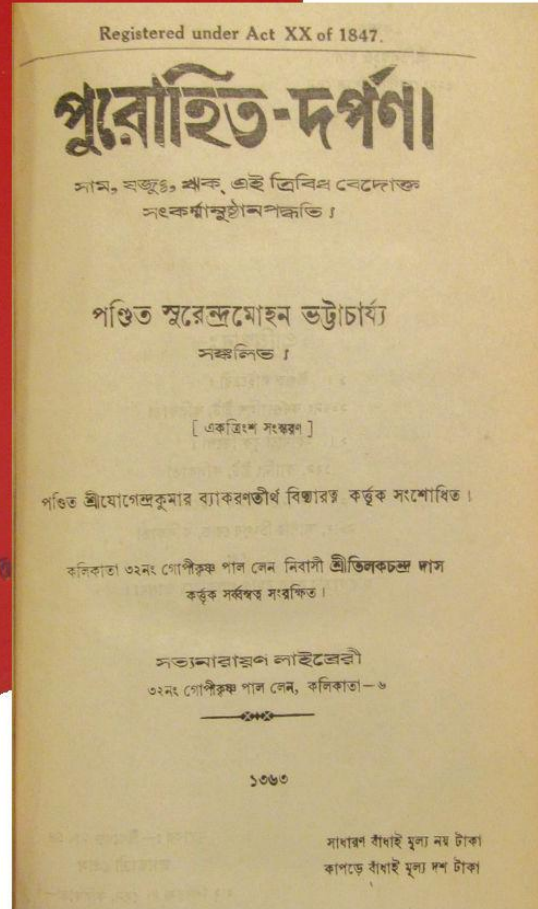 Registered under Act XX of 1847.
পুরোহিত-দর্পণ।
সাম, যজুঃ, ঋক্ এই ত্রিবিধ বেদোক্ত
সৎকর্ম্মানুষ্ঠানপদ্ধতি।
পণ্ডিত সুরেন্দ্রমোহন ভট্টাচার্য্য
সঙ্কলিত।
[ একত্রিংশ সংস্করণ ]
পণ্ডিত শ্রীযোগেন্দ্রকুমার ব্যাকরণতীর্থ বিদ্যারত্ন কর্ত্তৃক সংশোধিত।
কলিকাতা ৩২নং গোপীকৃষ্ণ পাল লেন নিবাসী শ্রীতিলকচন্দ্র দাস
কর্ত্তৃক সর্ব্বস্বত্ব সংরক্ষিত।
সত্যনারায়ণ লাইব্রেরী
৩২নং গোপীকৃষ্ণ পাল লেন, কলিকাতা–৬
১৩৬৩
সাধারণ বাঁধাই মূল্য নয় টাকা
কাপড়ে বাঁধাই মূল্য দশ টাকা